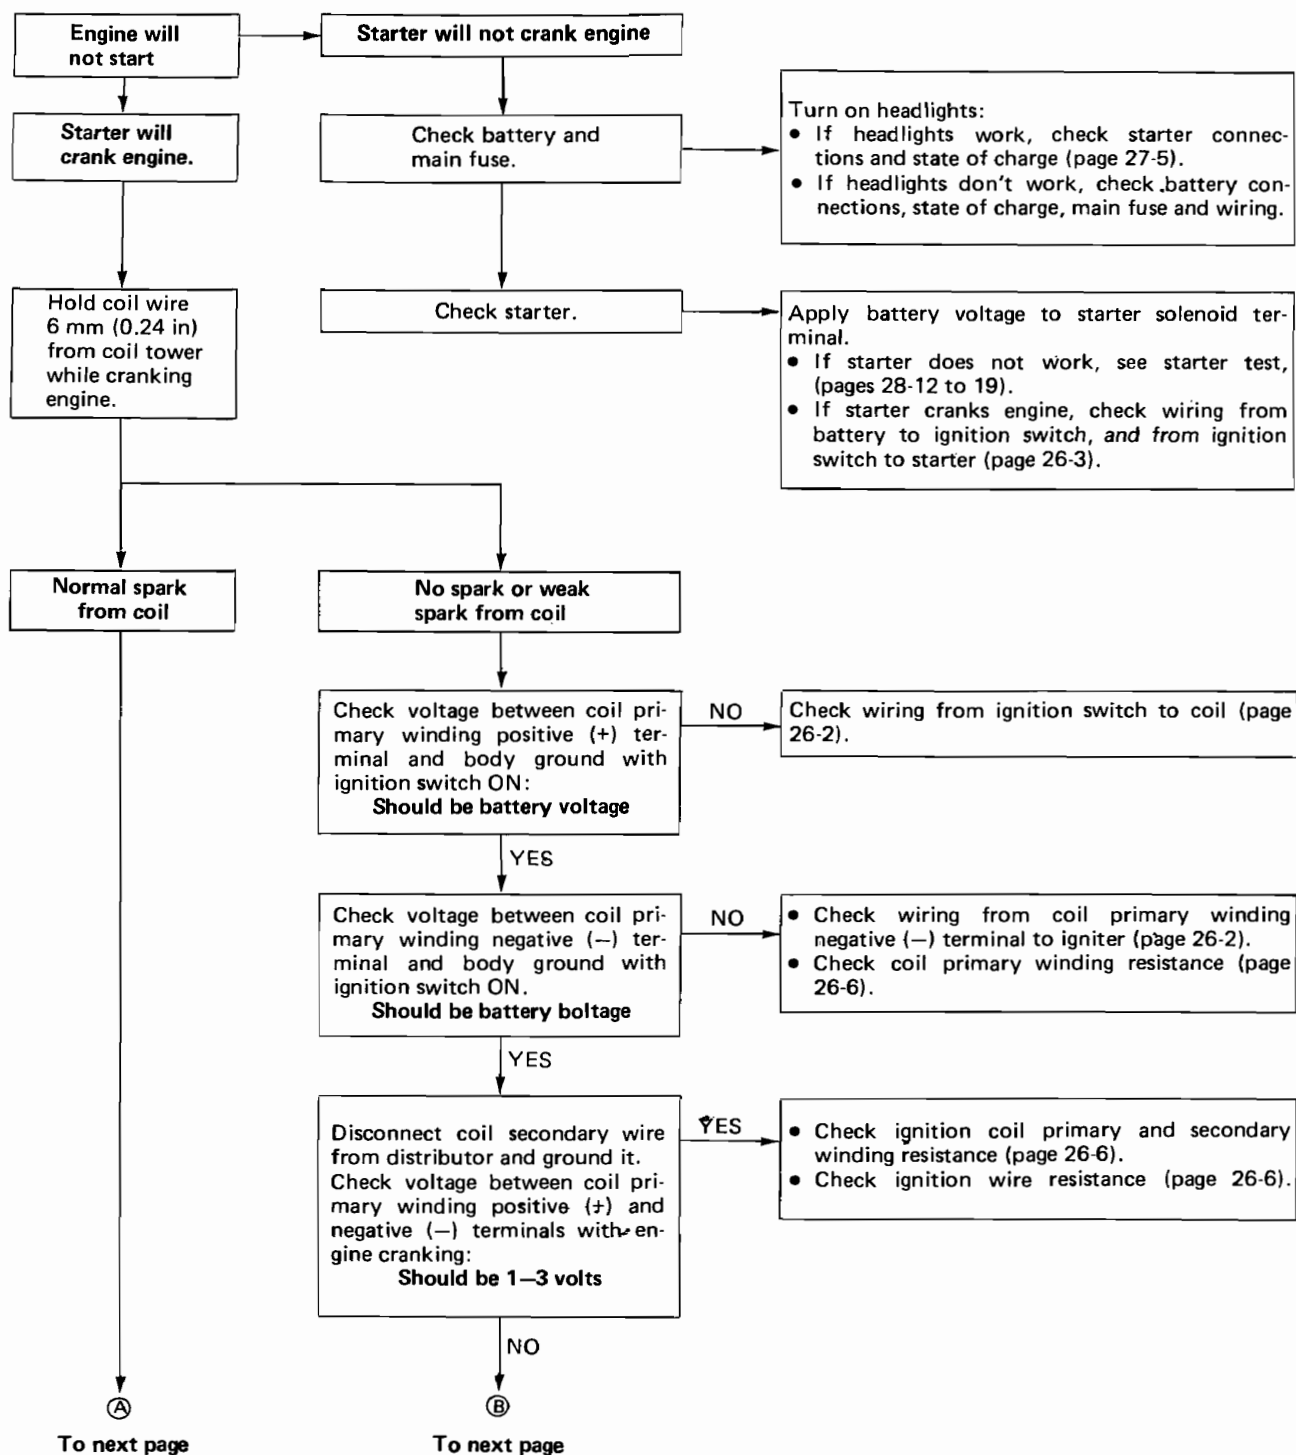 Engine will
not start
Starter will not crank engine
Starter will
crank engine.
Check battery and
main fuse.
Turn on headlights:
• If headlights work, check starter connec-
tions and state of charge (page 27-5).
• If headlights don't work, check battery con-
nections, state of charge, main fuse and wiring.
Hold coil wire
6 mm (0.24 in)
from coil tower
while cranking
engine.
Check starter.
Apply battery voltage to starter solenoid ter-
minal.
• If starter does not work, see starter test,
(pages 28-12 to 19).
• If starter cranks engine, check wiring from
battery to ignition switch, and from ignition
switch to starter (page 26-3).
Normal spark
from coil
No spark or weak
spark from coil
Check voltage between coil pri-
mary winding positive (+) ter-
minal and body ground with
ignition switch ON:
Should be battery voltage
NO
Check wiring from ignition switch to coil (page
26-2).
YES
Check voltage between coil pri-
mary winding negative (−) ter-
minal and body ground with
ignition switch ON.
Should be battery boltage
NO
• Check wiring from coil primary winding
negative (−) terminal to igniter (page 26-2).
• Check coil primary winding resistance (page
26-6).
YES
Disconnect coil secondary wire
from distributor and ground it.
Check voltage between coil pri-
mary winding positive (+) and
negative (−) terminals with en-
gine cranking:
Should be 1—3 volts
YES
• Check ignition coil primary and secondary
winding resistance (page 26-6).
• Check ignition wire resistance (page 26-6).
NO
Ⓐ
To next page
Ⓑ
To next page